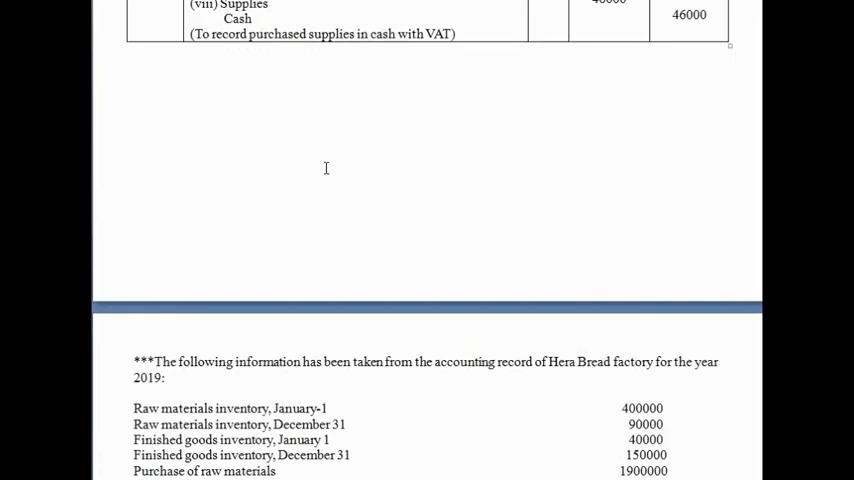 (viii) Supplies
Cash
46000
(To record purchased supplies in cash with VAT)
***The following information has been taken from the accounting record of Hera Bread factory for the year
2019:
Raw materials inventory, January-1 400000
Raw materials inventory, December 31 90000
Finished goods inventory, January 1 40000
Finished goods inventory, December 31 150000
Purchase of raw materials 1900000